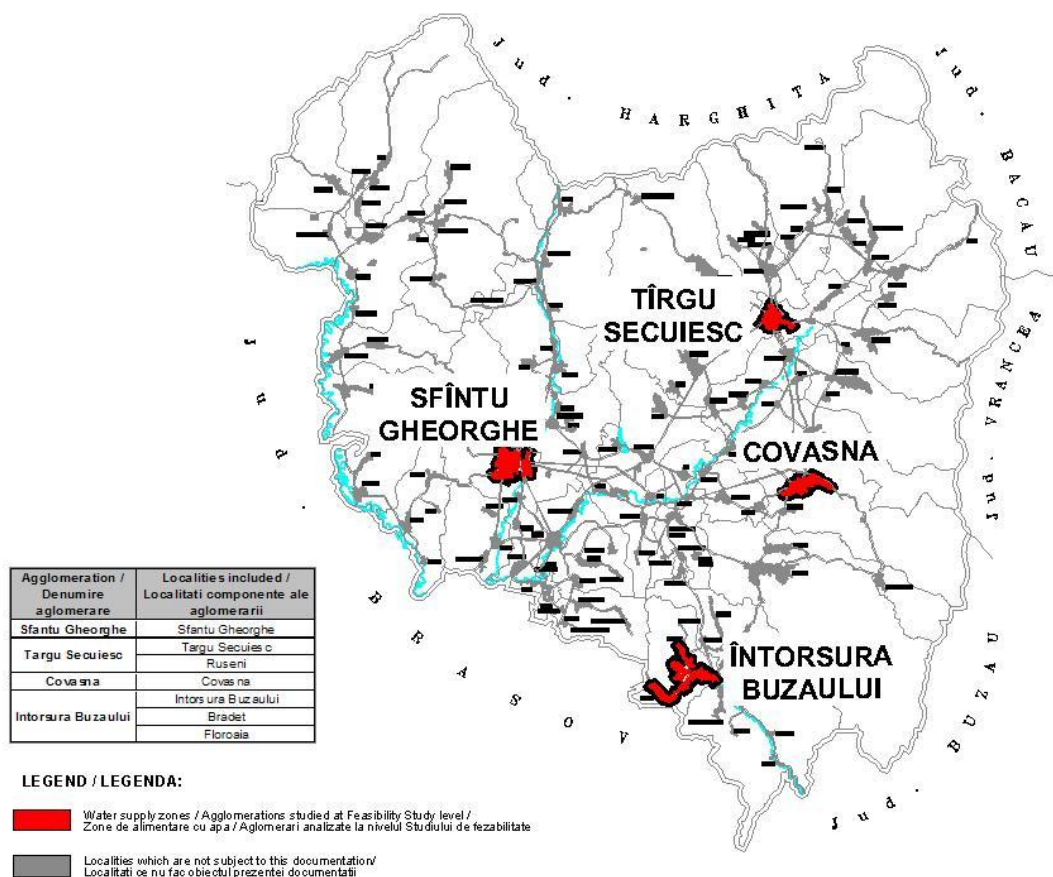 Jud. HARGHITA
Jud. BACAU
Jud. VRANCEA
Jud. BUZAU
Jud. BRASOV
TÎRGU
SECUIESC
SFÎNTU
GHEORGHE
COVASNA
ÎNTORSURA
BUZAULUI
Agglomeration /
Denumire
aglomerare
Localities included /
Localitati componente ale
aglomerarii
Sfantu Gheorghe
Sfantu Gheorghe
Targu Secuiesc
Targu Secuiesc
Ruseni
Covasna
Covasna
Intorsura Buzaului
Intorsura Buzaului
Bradet
Floroaia
LEGEND / LEGENDA:
Water supply zones / Agglomerations studied at Feasibility Study level /
Zone de alimentare cu apa / Aglomerari analizate la nivelul Studiului de fezabilitate
Localities which are not subject to this documentation/
Localitati ce nu fac obiectul prezentei documentatii